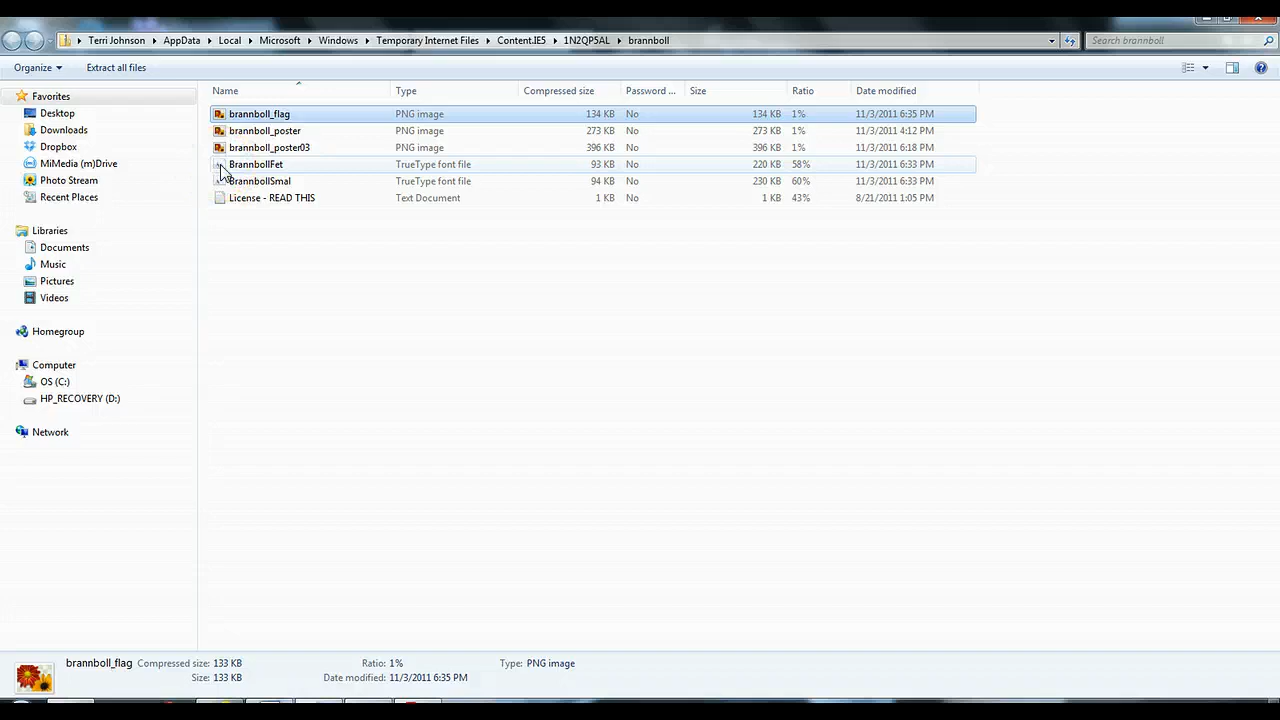 Terri Johnson AppData Local Microsoft Windows Temporary Internet Files Content.IE5 1N2QP5AL brannboll Search brannboll
Organize Extract all files
Name Type Compressed size Password ... Size Ratio Date modified
Favorites
Desktop
Downloads
Dropbox
MiMedia (m)Drive
Photo Stream
Recent Places
Libraries
Documents
Music
Pictures
Videos
Homegroup
Computer
OS (C:)
HP_RECOVERY (D:)
Network
brannboll_flag PNG image 134 KB No 134 KB 1% 11/3/2011 6:35 PM
brannboll_poster PNG image 273 KB No 273 KB 1% 11/3/2011 4:12 PM
brannboll_poster03 PNG image 396 KB No 396 KB 1% 11/3/2011 6:18 PM
BrannbollFet TrueType font file 93 KB No 220 KB 58% 11/3/2011 6:33 PM
BrannbollSmal TrueType font file 94 KB No 230 KB 60% 11/3/2011 6:33 PM
License - READ THIS Text Document 1 KB No 1 KB 43% 8/21/2011 1:05 PM
brannboll_flag Compressed size: 133 KB Ratio: 1% Type: PNG image
Size: 133 KB Date modified: 11/3/2011 6:35 PM